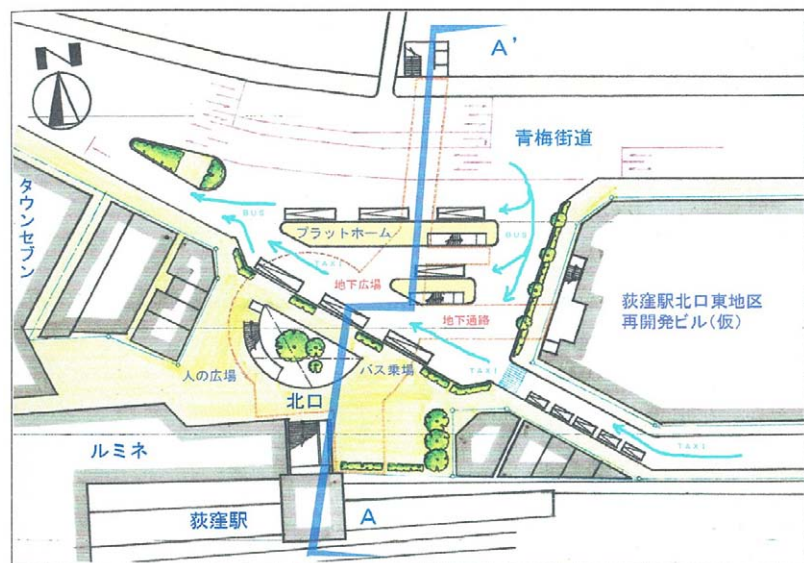 N
A'
青梅街道
タウンセブン
BUS
プラットホーム
BUS
TAXI
地下広場
地下通路
荻窪駅北口東地区
再開発ビル(仮)
人の広場
バス乗場
TAXI
北口
TAXI
ルミネ
荻窪駅
A